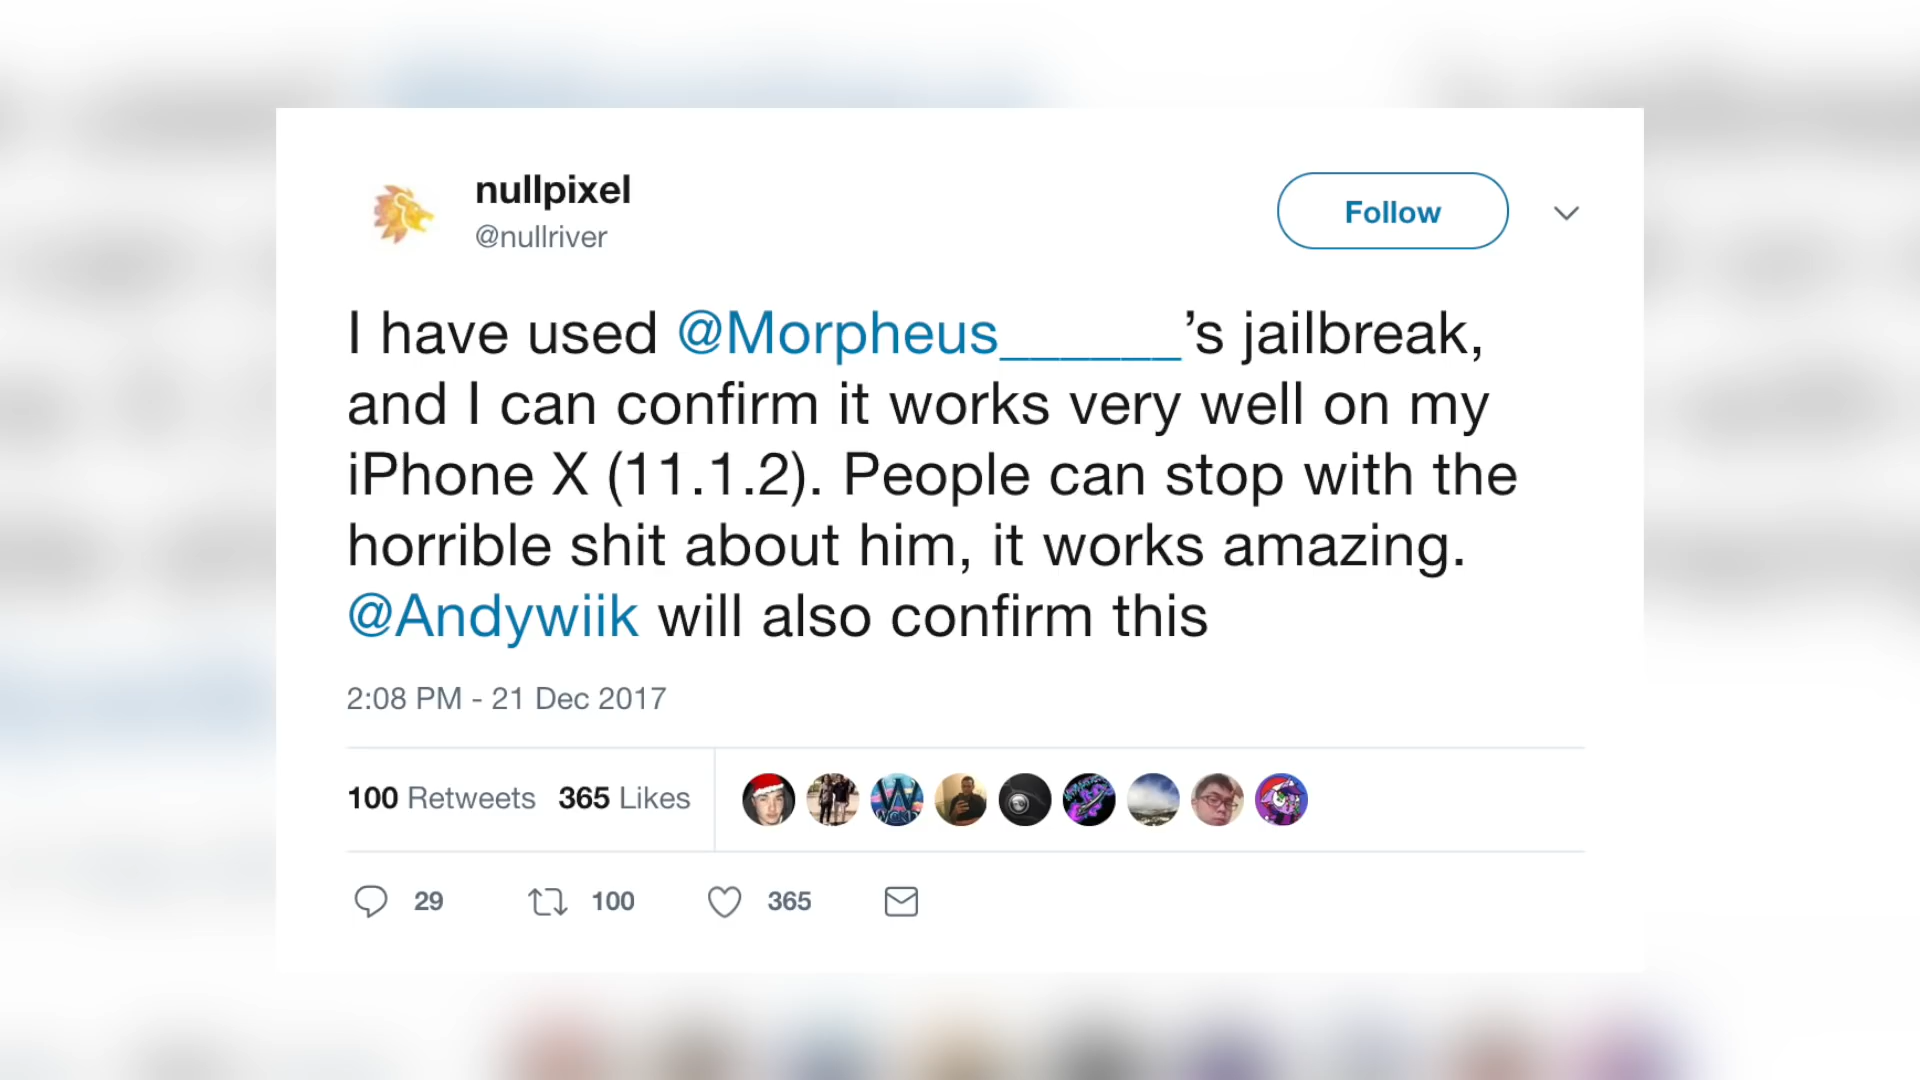 nullpixel
@nullriver
Follow
I have used @Morpheus______’s jailbreak,
and I can confirm it works very well on my
iPhone X (11.1.2). People can stop with the
horrible shit about him, it works amazing.
@Andywiik will also confirm this
2:08 PM - 21 Dec 2017
100 Retweets 365 Likes
29 100 365